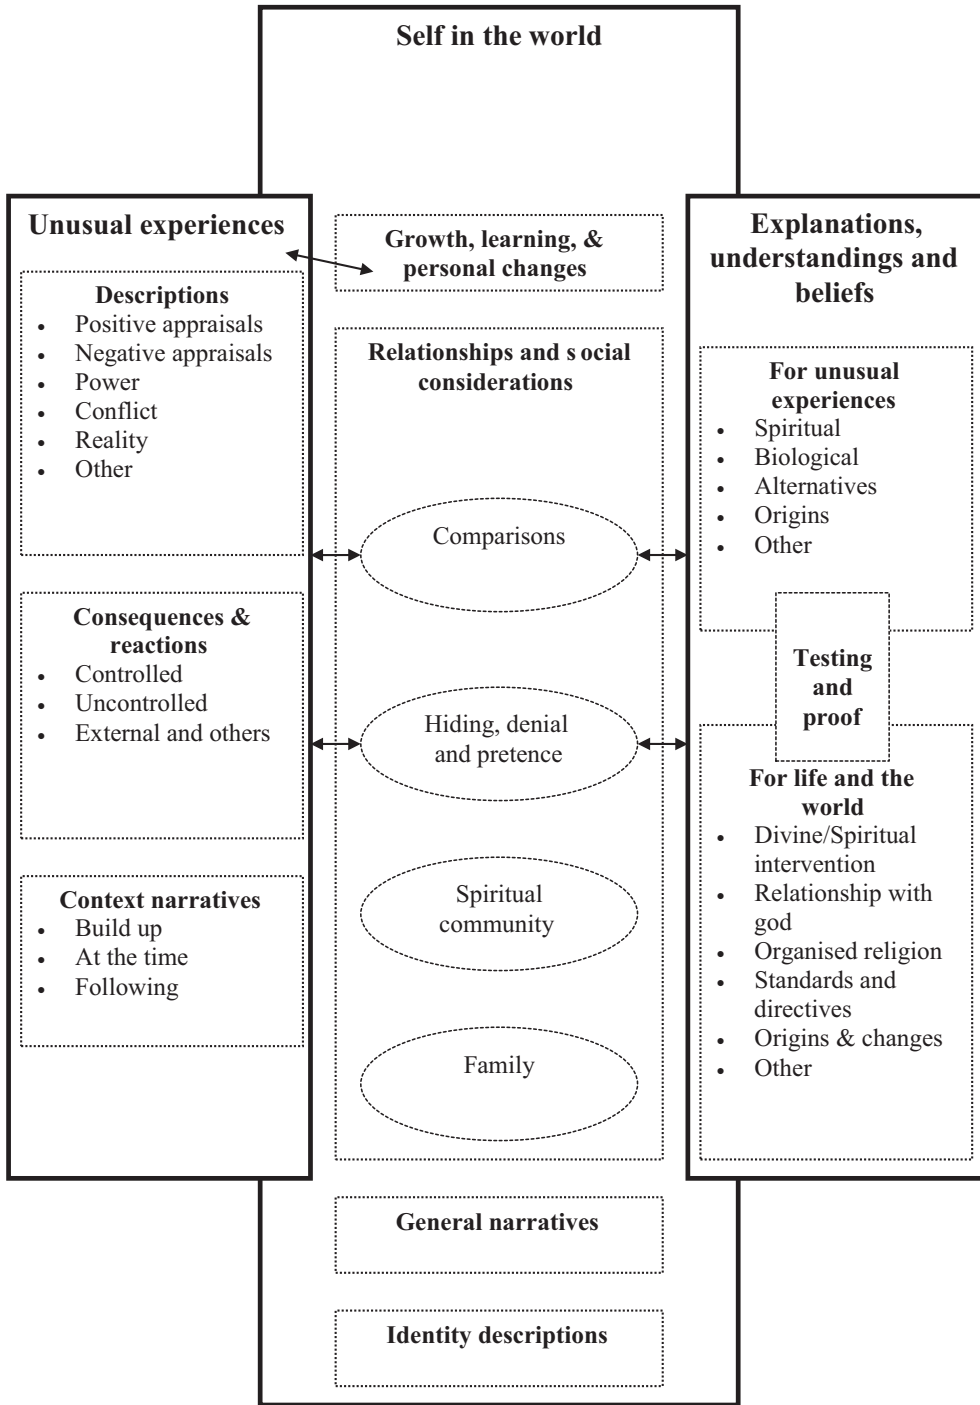 Self in the world
Unusual experiences
Descriptions
• Positive appraisals
• Negative appraisals
• Power
• Conflict
• Reality
• Other
Consequences &
reactions
• Controlled
• Uncontrolled
• External and others
Context narratives
• Build up
• At the time
• Following
Growth, learning, &
personal changes
Relationships and s ocial
considerations
Comparisons
Hiding, denial
and pretence
Spiritual
community
Family
General narratives
Identity descriptions
Explanations,
understandings and
beliefs
For unusual
experiences
• Spiritual
• Biological
• Alternatives
• Origins
• Other
Testing
and
proof
For life and the
world
• Divine/Spiritual
intervention
• Relationship with
god
• Organised religion
• Standards and
directives
• Origins & changes
• Other